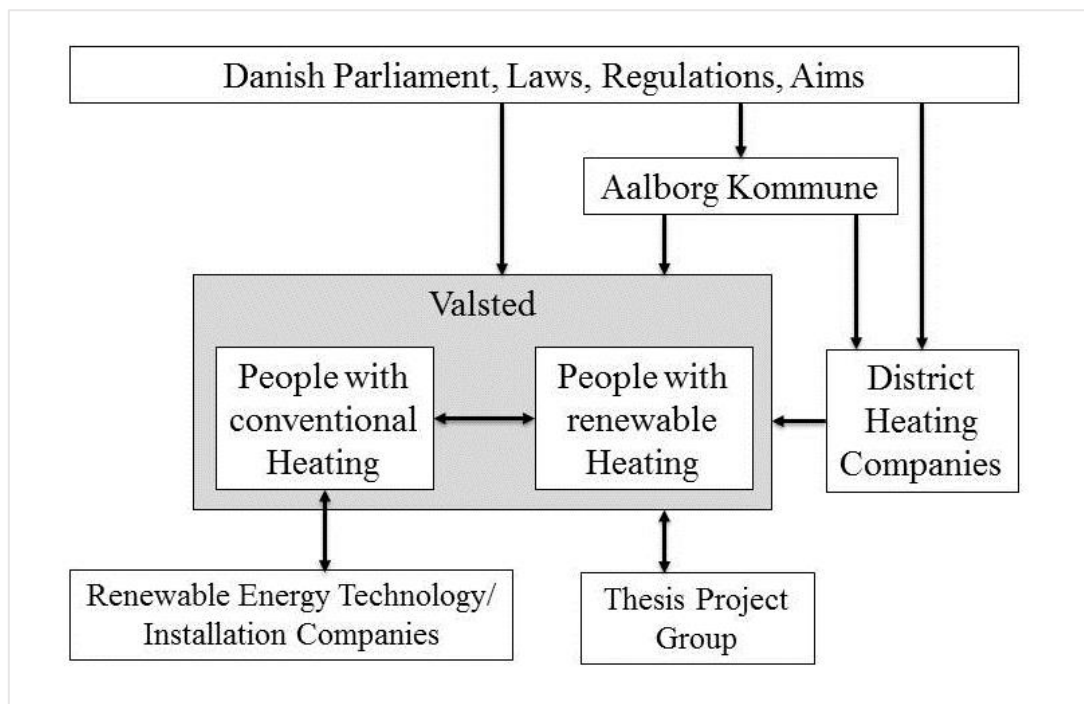 Danish Parliament, Laws, Regulations, Aims
Aalborg Kommune
Valsted
People with
conventional
Heating
People with
renewable
Heating
District
Heating
Companies
Renewable Energy Technology/
Installation Companies
Thesis Project
Group